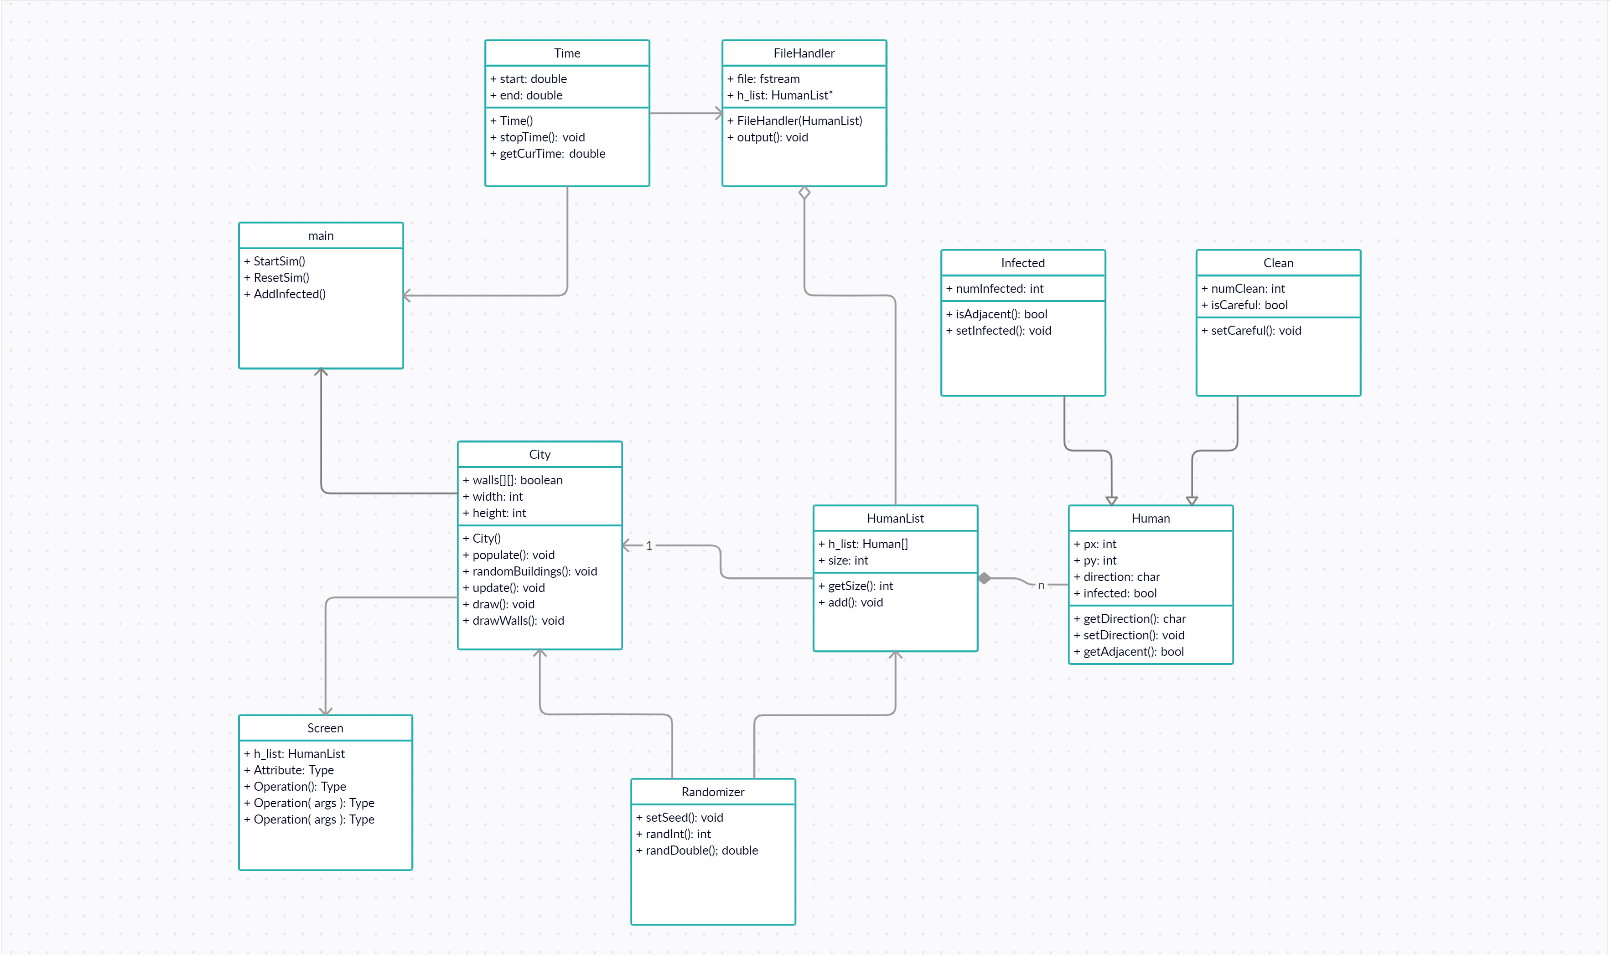 Time
+ start: double
+ end: double
+ Time()
+ stopTime(): void
+ getCurTime: double
FileHandler
+ file: fstream
+ h_list: HumanList*
+ FileHandler(HumanList)
+ output(): void
main
+ StartSim()
+ ResetSim()
+ AddInfected()
Infected
+ numInfected: int
+ isAdjacent(): bool
+ setInfected(): void
Clean
+ numClean: int
+ isCareful: bool
+ setCareful(): void
City
+ walls[][]: boolean
+ width: int
+ height: int
+ City()
+ populate(): void
+ randomBuildings(): void
+ update(): void
+ draw(): void
+ drawWalls(): void
1
HumanList
+ h_list: Human[]
+ size: int
+ getSize(): int
+ add(): void
n
Human
+ px: int
+ py: int
+ direction: char
+ infected: bool
+ getDirection(): char
+ setDirection(): void
+ getAdjacent(): bool
Screen
+ h_list: HumanList
+ Attribute: Type
+ Operation(): Type
+ Operation( args ): Type
+ Operation( args ): Type
Randomizer
+ setSeed(): void
+ randInt(): int
+ randDouble(); double